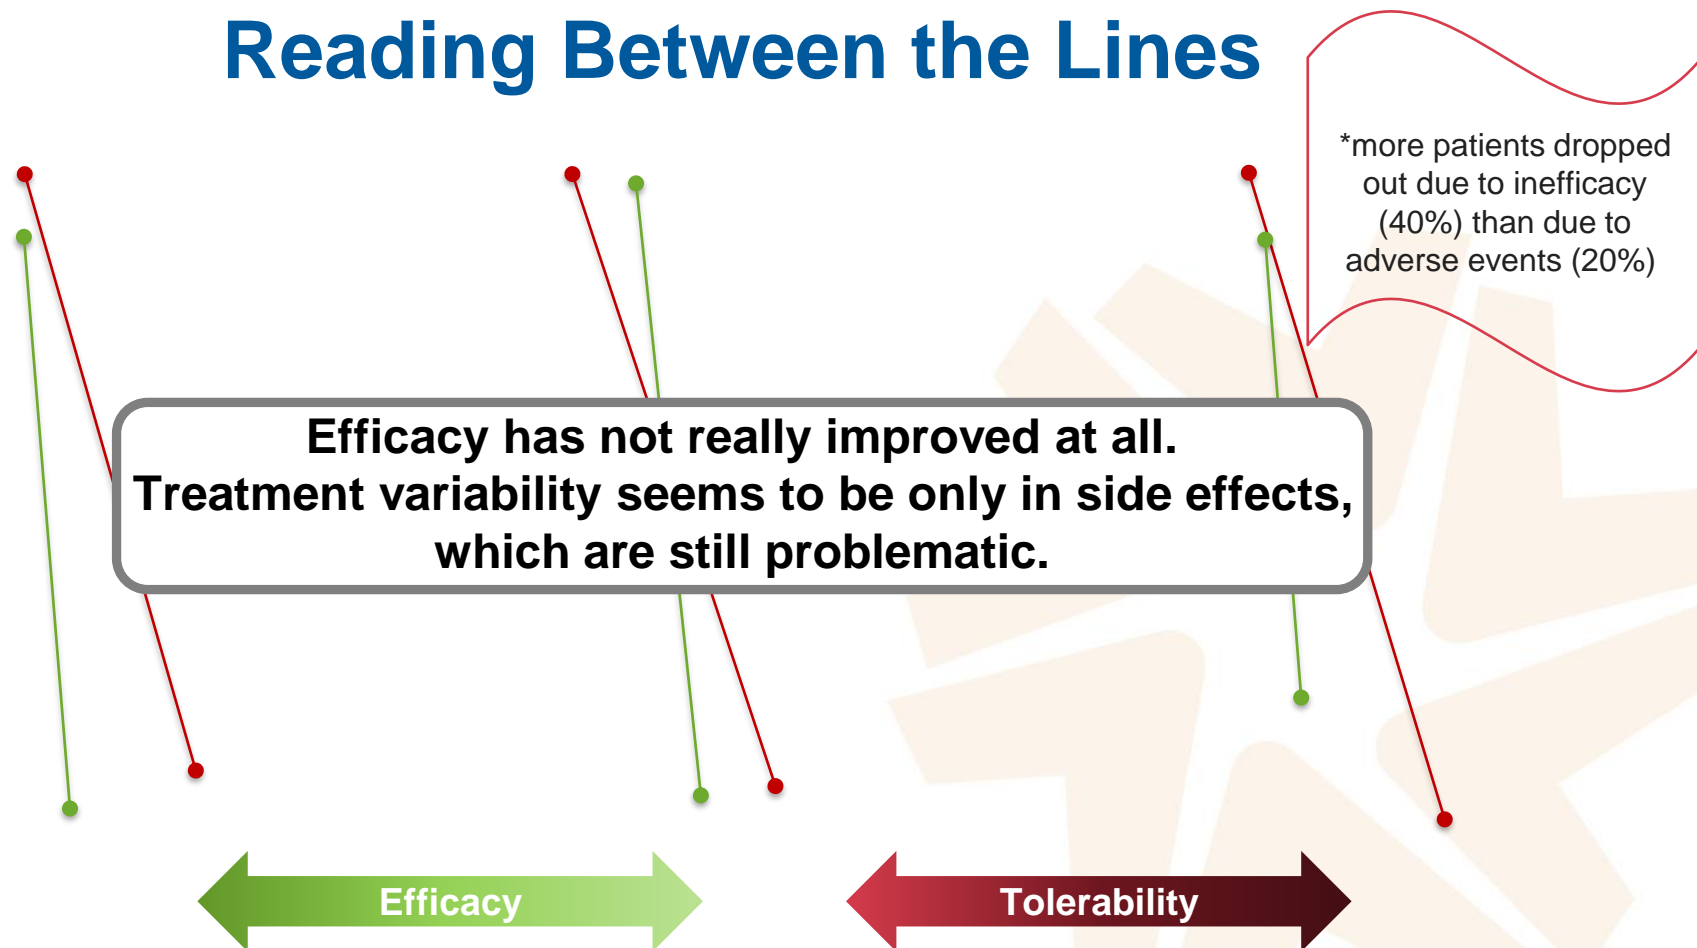 Reading Between the Lines
*more patients dropped
out due to inefficacy
(40%) than due to
adverse events (20%)
Efficacy has not really improved at all.
Treatment variability seems to be only in side effects,
which are still problematic.
Efficacy
Tolerability